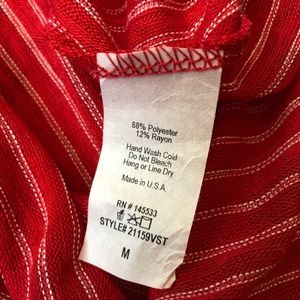 68% Polyester
12% Rayon
Hand Wash Cold
Do Not Bleach
Hang or Line Dry
Made in U.S.A.
RN # 145533
STYLE# 21159VST
M